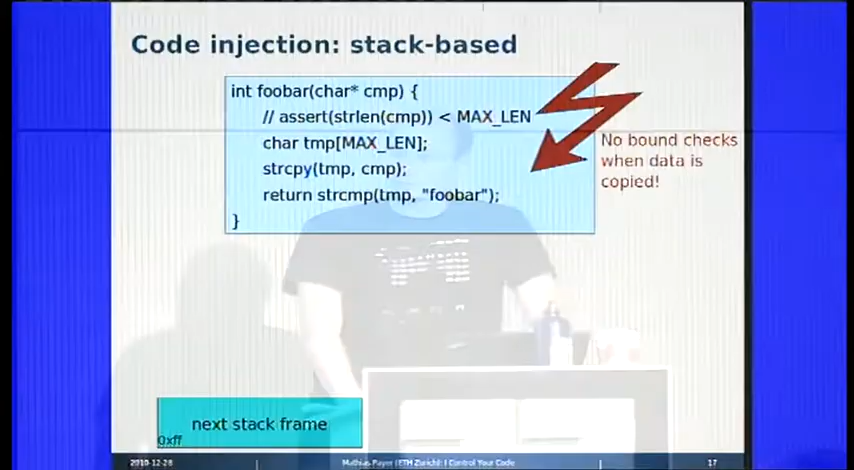 Code injection: stack-based
int foobar(char* cmp) {
// assert(strlen(cmp)) < MAX_LEN
char tmp[MAX_LEN];
strcpy(tmp, cmp);
return strcmp(tmp, "foobar");
}
No bound checks
when data is
copied!
next stack frame
0xff
2010-12-28
Mathias Payer (ETH Zurich): I Control Your Code
17